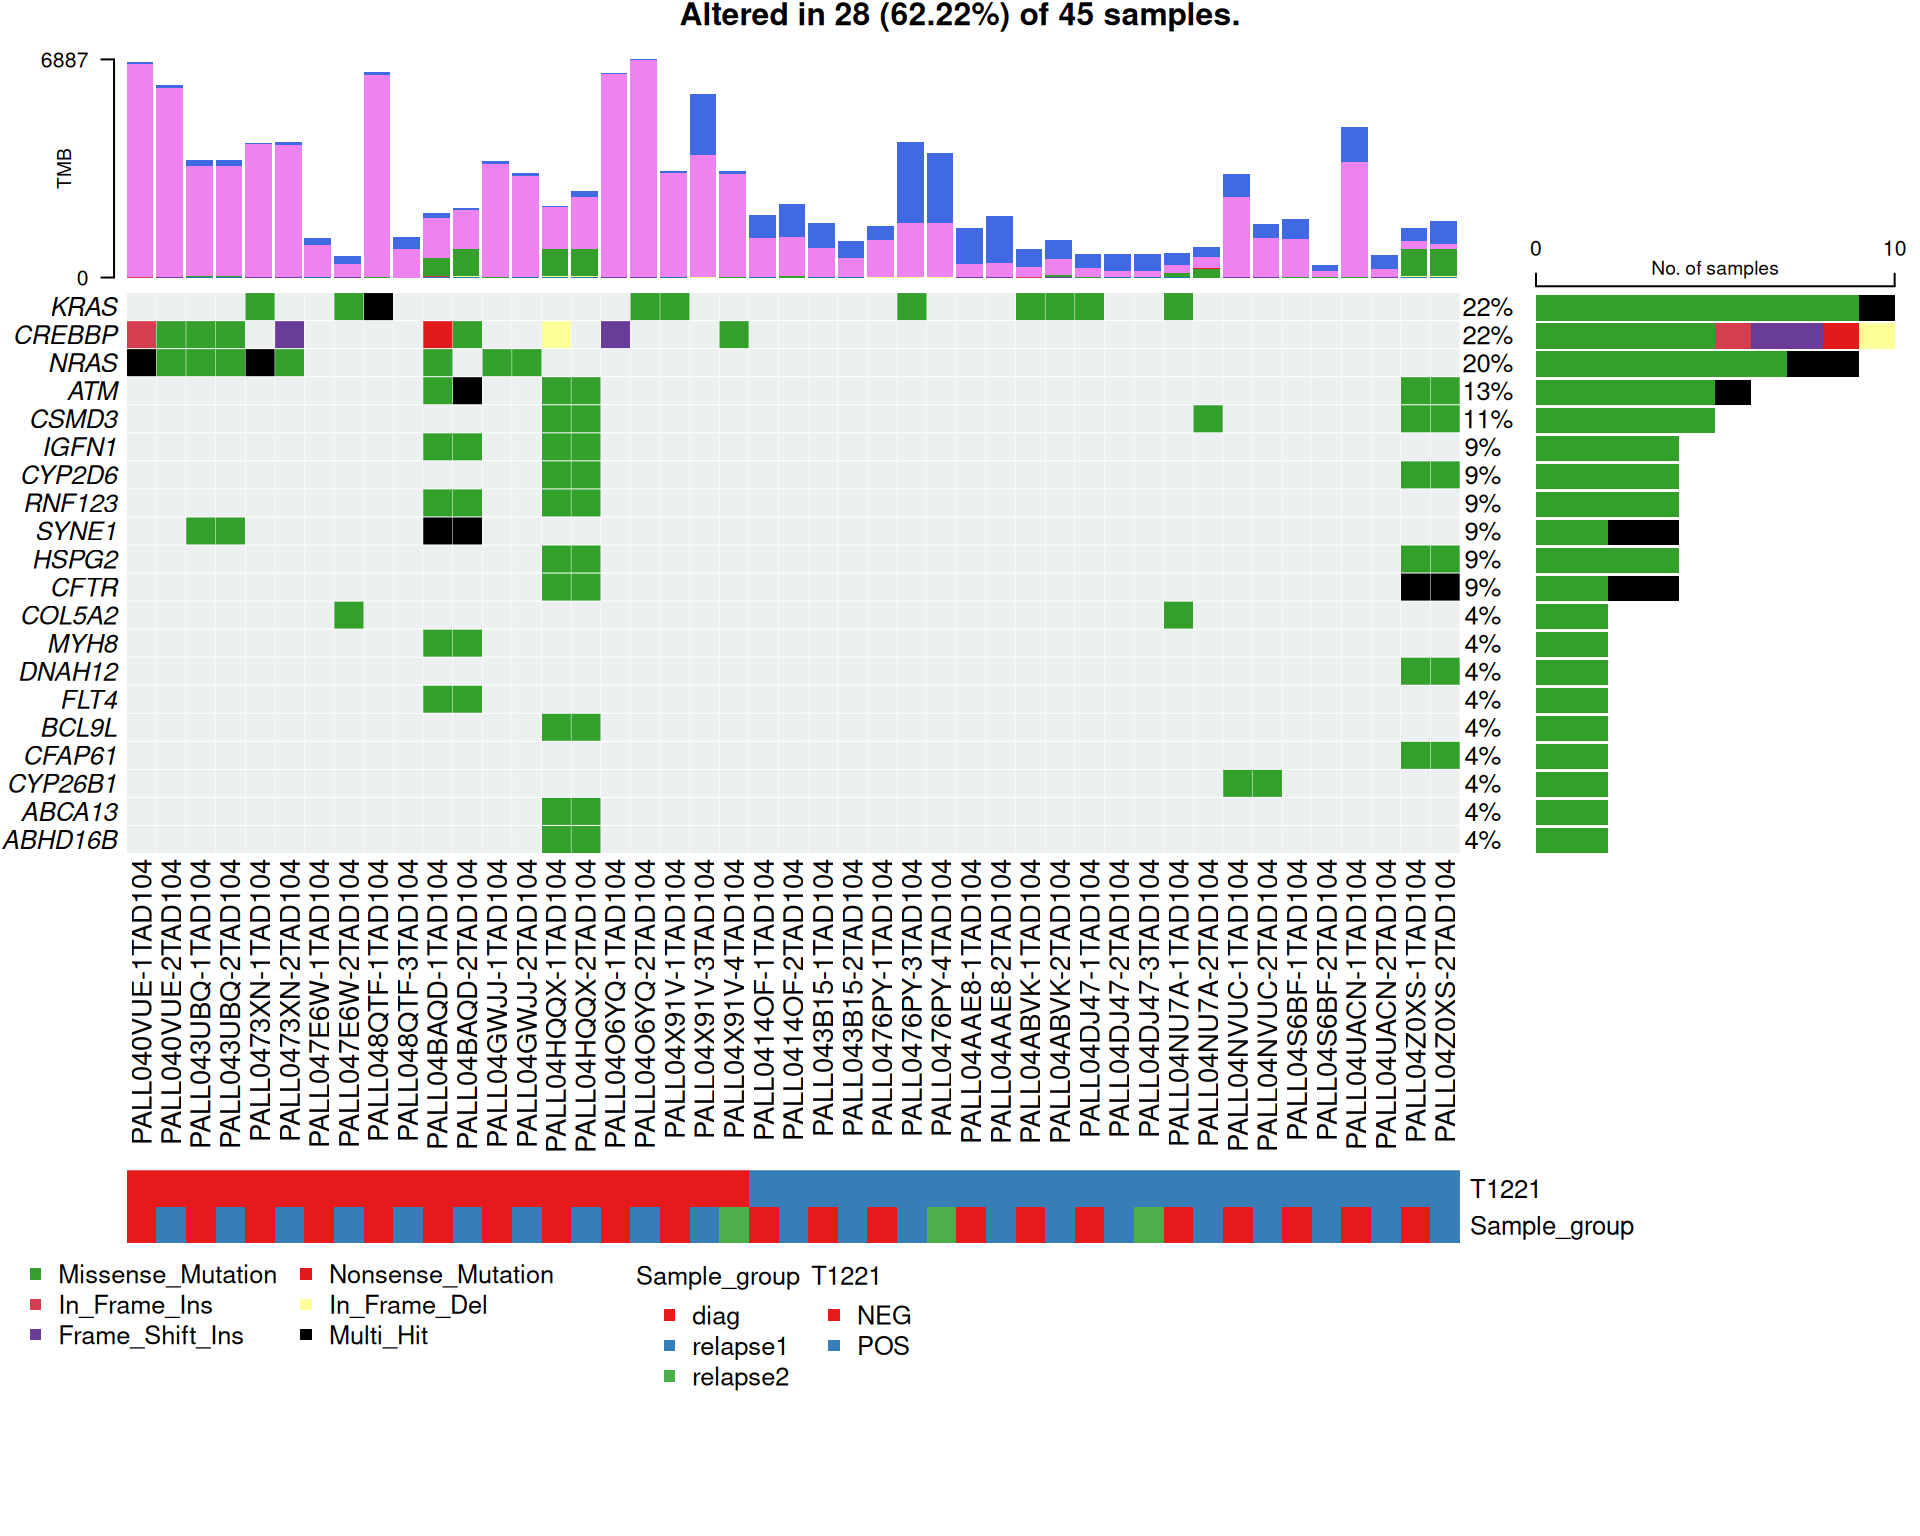 Altered in 28 (62.22%) of 45 samples.
6887
TMB
0
0 10
No. of samples
KRAS 22%
CREBBP 22%
NRAS 20%
ATM 13%
CSMD3 11%
IGFN1 9%
CYP2D6 9%
RNF123 9%
SYNE1 9%
HSPG2 9%
CFTR 9%
COL5A2 4%
MYH8 4%
DNAH12 4%
FLT4 4%
BCL9L 4%
CFAP61 4%
CYP26B1 4%
ABCA13 4%
ABHD16B 4%
PALL040VUE-1TAD104
PALL040VUE-2TAD104
PALL043UBQ-1TAD104
PALL043UBQ-2TAD104
PALL0473XN-1TAD104
PALL0473XN-2TAD104
PALL047E6W-1TAD104
PALL047E6W-2TAD104
PALL048QTF-1TAD104
PALL048QTF-3TAD104
PALL04BAQD-1TAD104
PALL04BAQD-2TAD104
PALL04GWJJ-1TAD104
PALL04GWJJ-2TAD104
PALL04HQQX-1TAD104
PALL04HQQX-2TAD104
PALL04O6YQ-1TAD104
PALL04O6YQ-2TAD104
PALL04X91V-1TAD104
PALL04X91V-3TAD104
PALL04X91V-4TAD104
PALL0414OF-1TAD104
PALL0414OF-2TAD104
PALL043B15-1TAD104
PALL043B15-2TAD104
PALL0476PY-1TAD104
PALL0476PY-3TAD104
PALL0476PY-4TAD104
PALL04AAE8-1TAD104
PALL04AAE8-2TAD104
PALL04ABVK-1TAD104
PALL04ABVK-2TAD104
PALL04DJ47-1TAD104
PALL04DJ47-2TAD104
PALL04DJ47-3TAD104
PALL04NU7A-1TAD104
PALL04NU7A-2TAD104
PALL04NVUC-1TAD104
PALL04NVUC-2TAD104
PALL04S6BF-1TAD104
PALL04S6BF-2TAD104
PALL04UACN-1TAD104
PALL04UACN-2TAD104
PALL04Z0XS-1TAD104
PALL04Z0XS-2TAD104
T1221
Sample_group
Missense_Mutation Nonsense_Mutation
In_Frame_Ins In_Frame_Del
Frame_Shift_Ins Multi_Hit
Sample_group T1221
diag NEG
relapse1 POS
relapse2